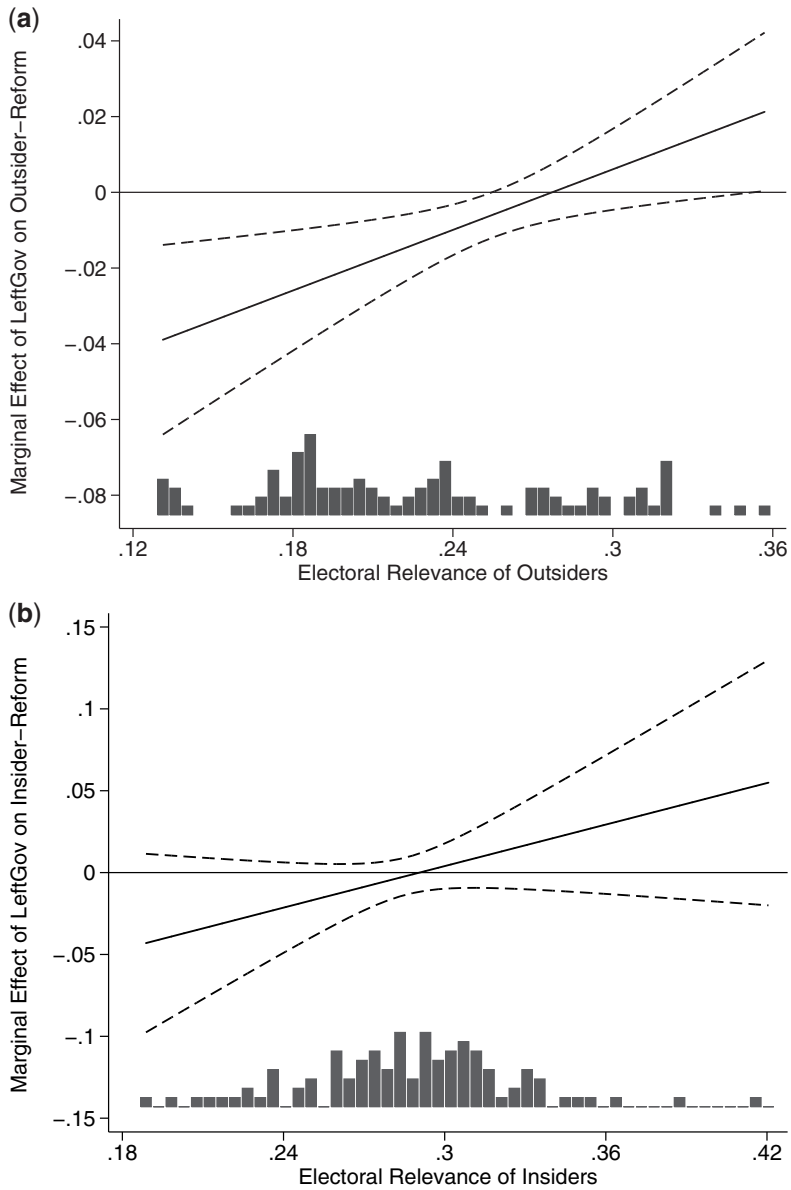 (a)
Marginal Effect of LeftGov on Outsider−Reform
.04
.02
0
−.02
−.04
−.06
−.08
.12 .18 .24 .3 .36
Electoral Relevance of Outsiders
(b)
Marginal Effect of LeftGov on Insider−Reform
.15
.1
.05
0
−.05
−.1
−.15
.18 .24 .3 .36 .42
Electoral Relevance of Insiders